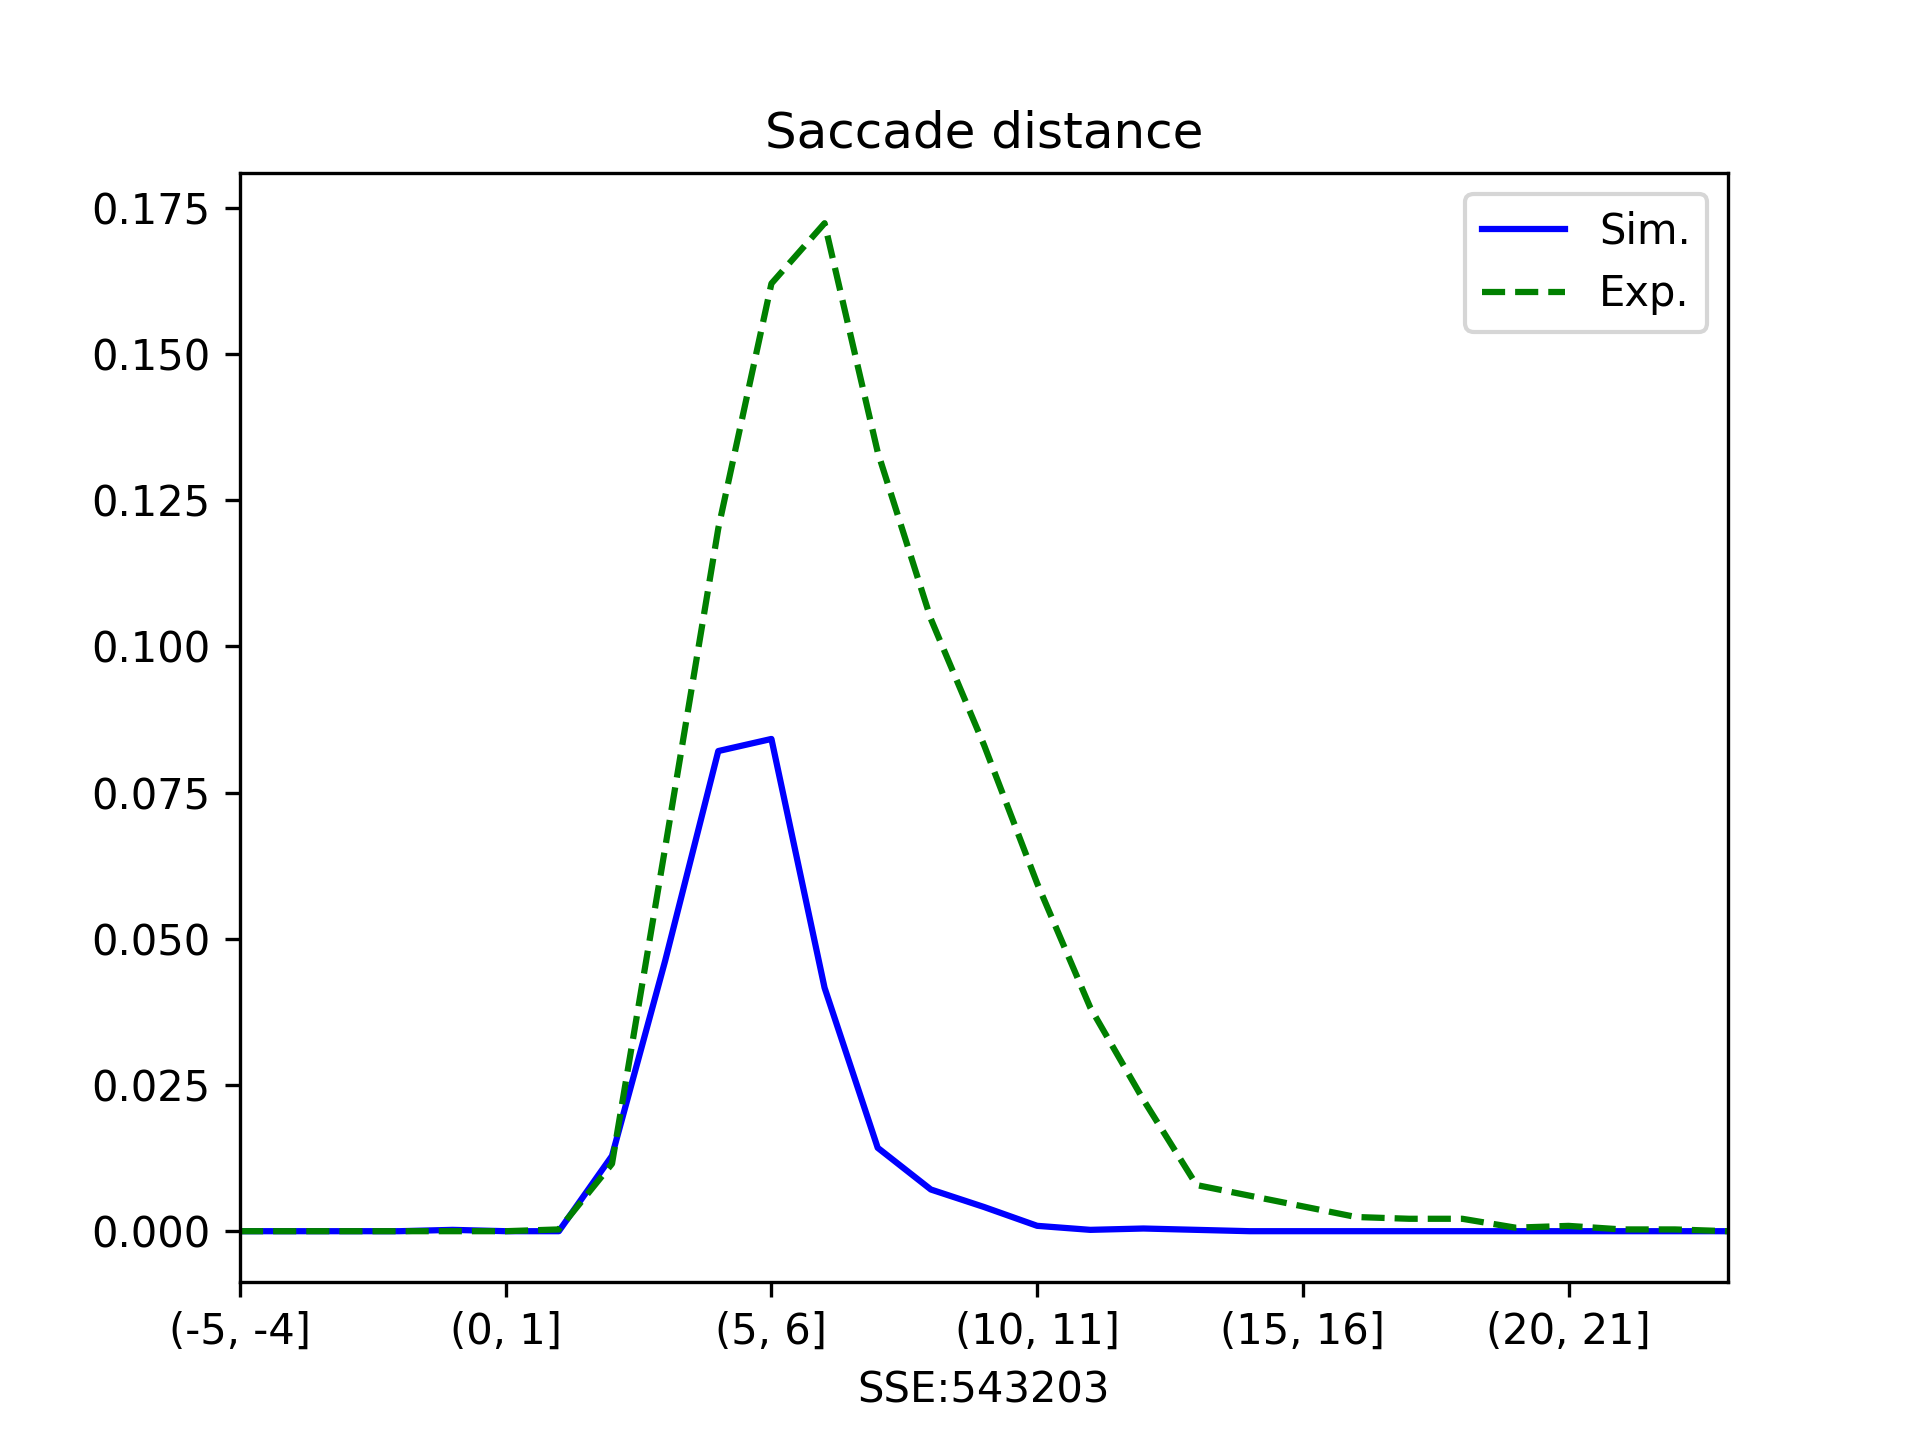 Saccade distance
0.175
0.150
0.125
0.100
0.075
0.050
0.025
0.000
Sim.
Exp.
(-5, -4] (0, 1] (5, 6] (10, 11] (15, 16] (20, 21]
SSE:543203